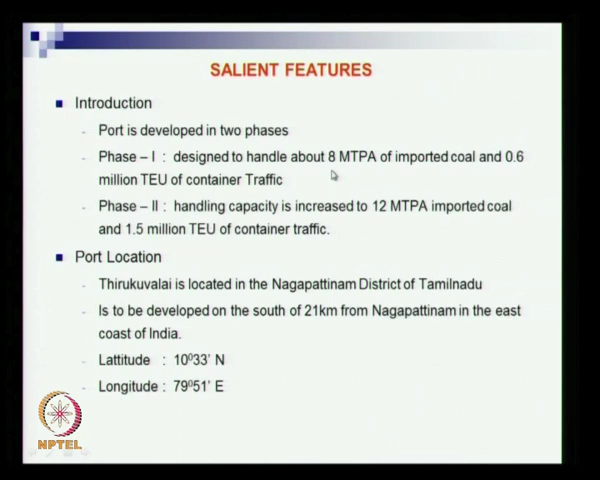 SALIENT FEATURES
Introduction
- Port is developed in two phases
- Phase – I : designed to handle about 8 MTPA of imported coal and 0.6
million TEU of container Traffic
- Phase – II : handling capacity is increased to 12 MTPA imported coal
and 1.5 million TEU of container traffic.
Port Location
- Thirukuvalai is located in the Nagapattinam District of Tamilnadu
- Is to be developed on the south of 21km from Nagapattinam in the east
coast of India.
- Lattitude : 10⁰33' N
- Longitude : 79⁰51' E
NPTEL